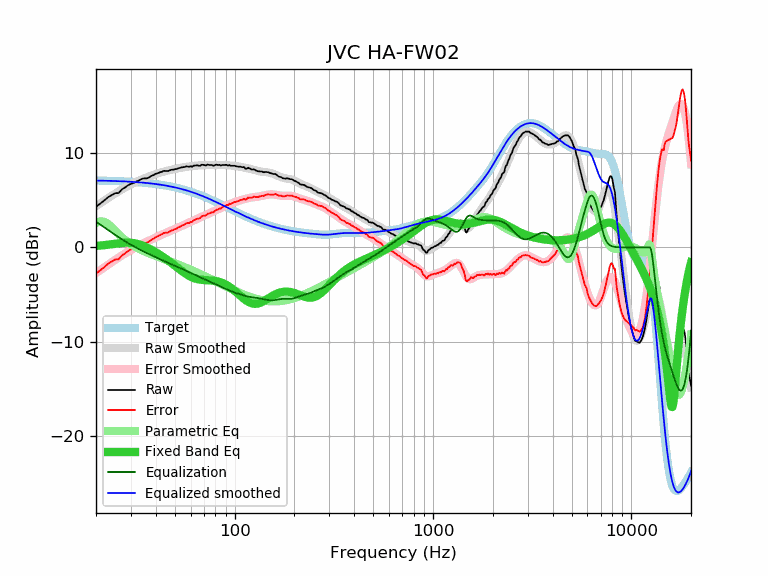 JVC HA-FW02
Amplitude (dBr)
10
0
−10
−20
Target
Raw Smoothed
Error Smoothed
Raw
Error
Parametric Eq
Fixed Band Eq
Equalization
Equalized smoothed
100
1000
10000
Frequency (Hz)